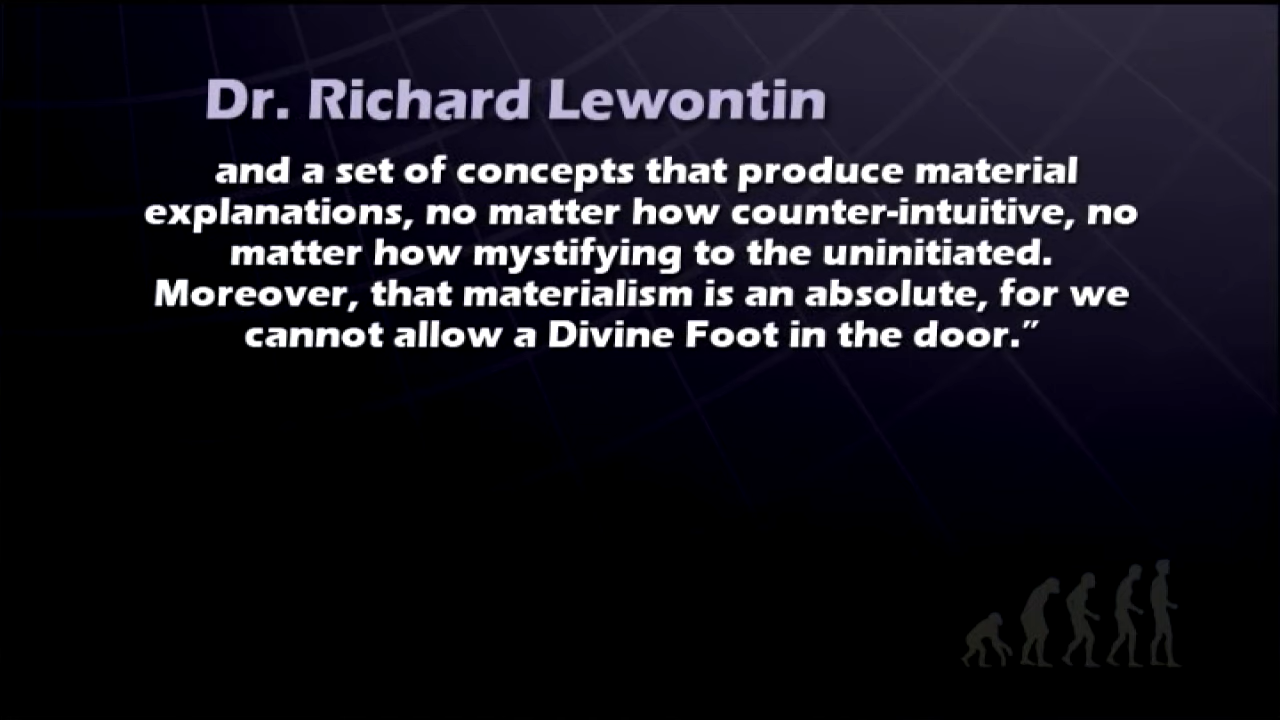 Dr. Richard Lewontin
and a set of concepts that produce material
explanations, no matter how counter-intuitive, no
matter how mystifying to the uninitiated.
Moreover, that materialism is an absolute, for we
cannot allow a Divine Foot in the door.”